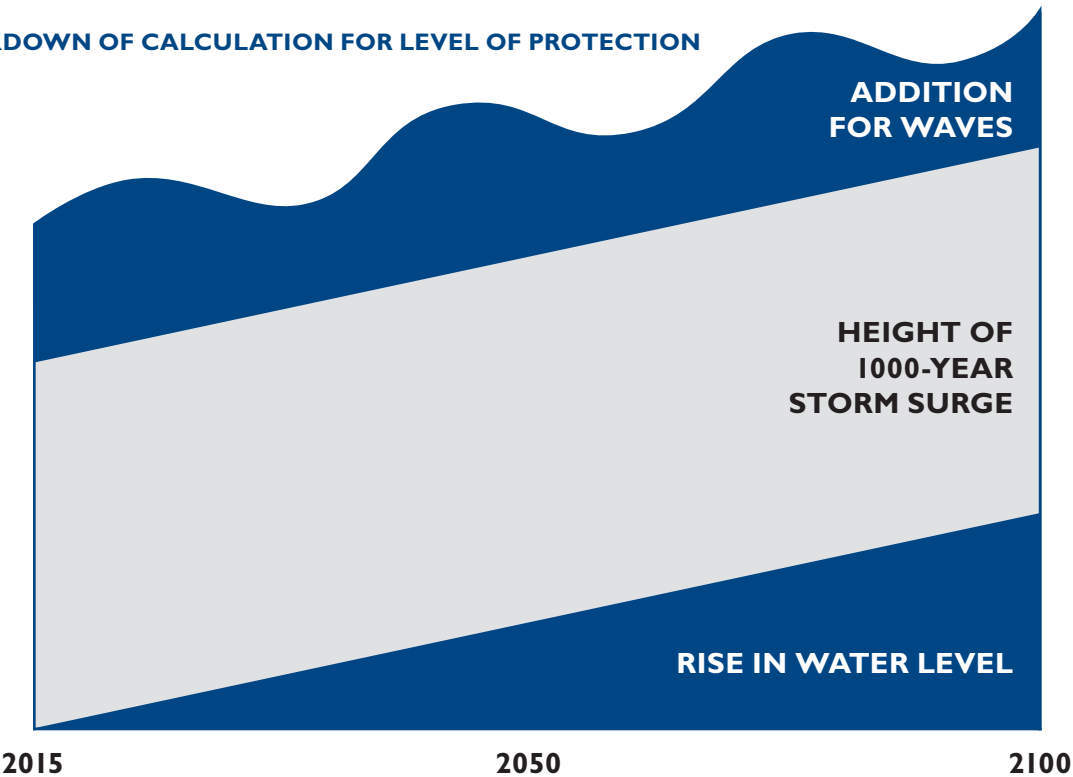 DOWN OF CALCULATION FOR LEVEL OF PROTECTION
ADDITION
FOR WAVES
HEIGHT OF
1000-YEAR
STORM SURGE
RISE IN WATER LEVEL
2015 2050 2100